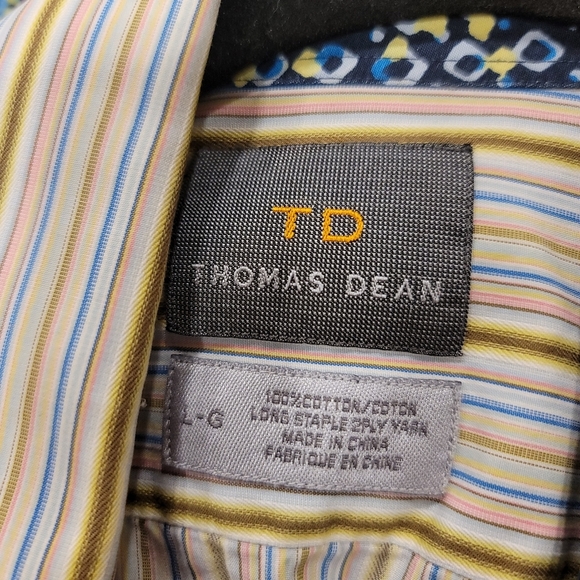 TD
THOMAS DEAN
L-G
100%COTTON/COTON
LONG STAPLE 2PLY YARN
MADE IN CHINA
FABRIQUE EN CHINE